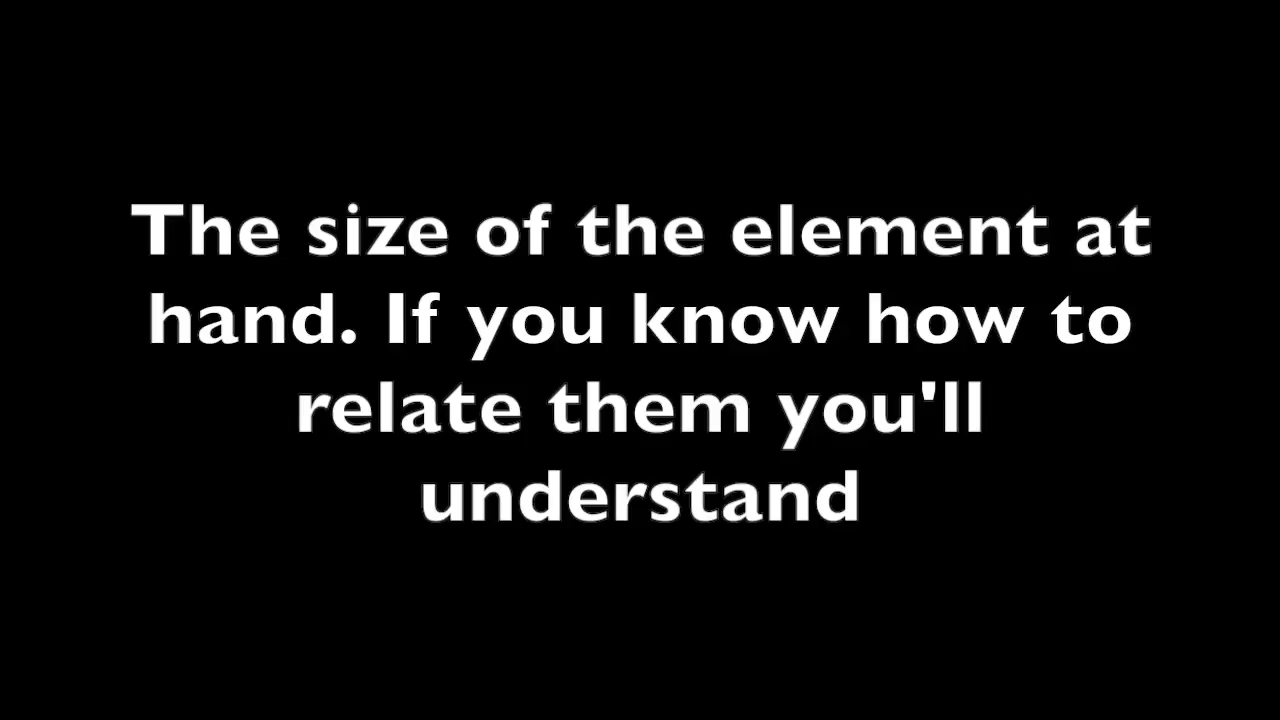 The size of the element at
hand. If you know how to
relate them you'll
understand